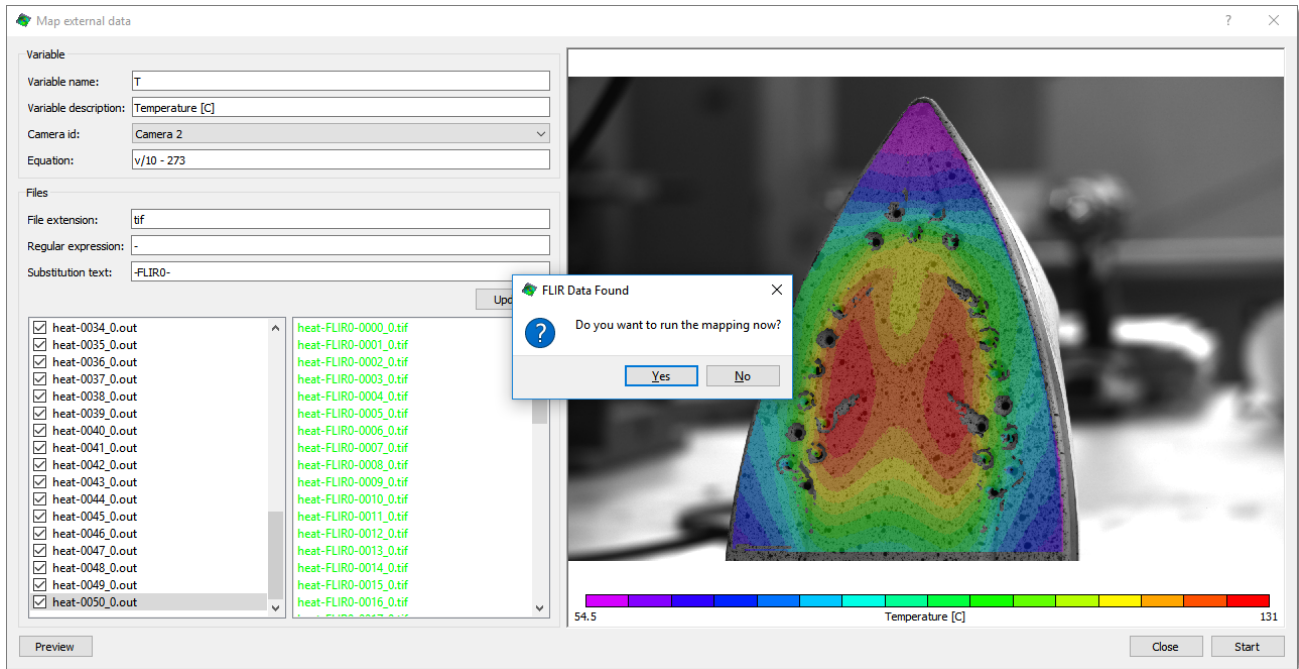 Map external data
?
Variable
Variable name:
T
Variable description:
Temperature [C]
Camera id:
Camera 2
Equation:
v/10 - 273
Files
File extension:
tif
Regular expression:
-
Substitution text:
-FLIR0-
FLIR Data Found
?
Do you want to run the mapping now?
Yes
No
heat-0034_0.out
heat-0035_0.out
heat-0036_0.out
heat-0037_0.out
heat-0038_0.out
heat-0039_0.out
heat-0040_0.out
heat-0041_0.out
heat-0042_0.out
heat-0043_0.out
heat-0044_0.out
heat-0045_0.out
heat-0046_0.out
heat-0047_0.out
heat-0048_0.out
heat-0049_0.out
heat-0050_0.out
heat-FLIR0-0000_0.tif
heat-FLIR0-0001_0.tif
heat-FLIR0-0002_0.tif
heat-FLIR0-0003_0.tif
heat-FLIR0-0004_0.tif
heat-FLIR0-0005_0.tif
heat-FLIR0-0006_0.tif
heat-FLIR0-0007_0.tif
heat-FLIR0-0008_0.tif
heat-FLIR0-0009_0.tif
heat-FLIR0-0010_0.tif
heat-FLIR0-0011_0.tif
heat-FLIR0-0012_0.tif
heat-FLIR0-0013_0.tif
heat-FLIR0-0014_0.tif
heat-FLIR0-0015_0.tif
heat-FLIR0-0016_0.tif
54.5
Temperature [C]
131
Preview
Close
Start